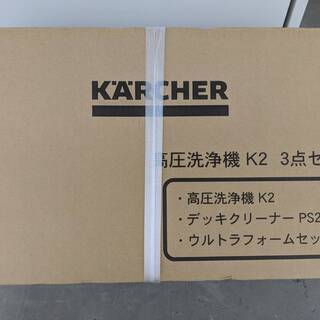 KÄRCHER
高圧洗浄機 K2 3点セ
・高圧洗浄機 K2
・デッキクリーナー PS2
・ウルトラフォームセッ